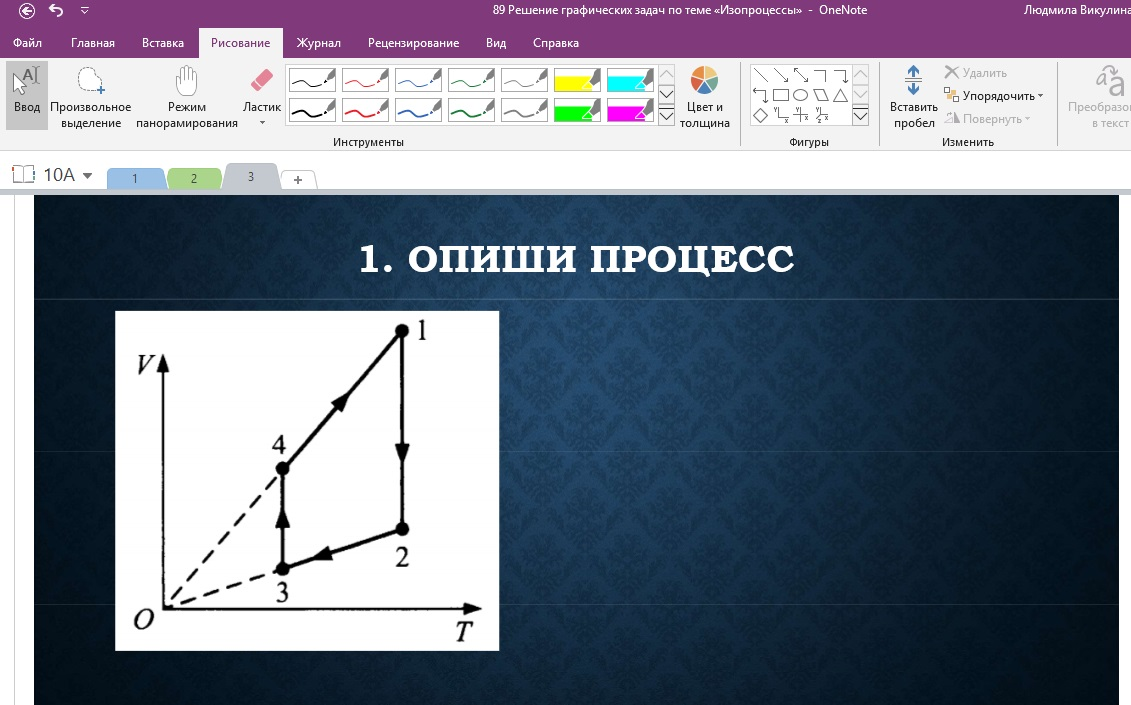 89 Решение графических задач по теме «Изопроцессы» - OneNote
Людмила Викулина
Файл Главная Вставка Рисование Журнал Рецензирование Вид Справка
Ввод
Произвольное выделение
Режим панорамирования
Ластик
Цвет и толщина
Инструменты
Фигуры
Вставить пробел
Удалить
Упорядочить
Повернуть
Изменить
Преобразо
в текст
10А 1 2 3 +
1. ОПИШИ ПРОЦЕСС
1
V
4
2
3
O
T